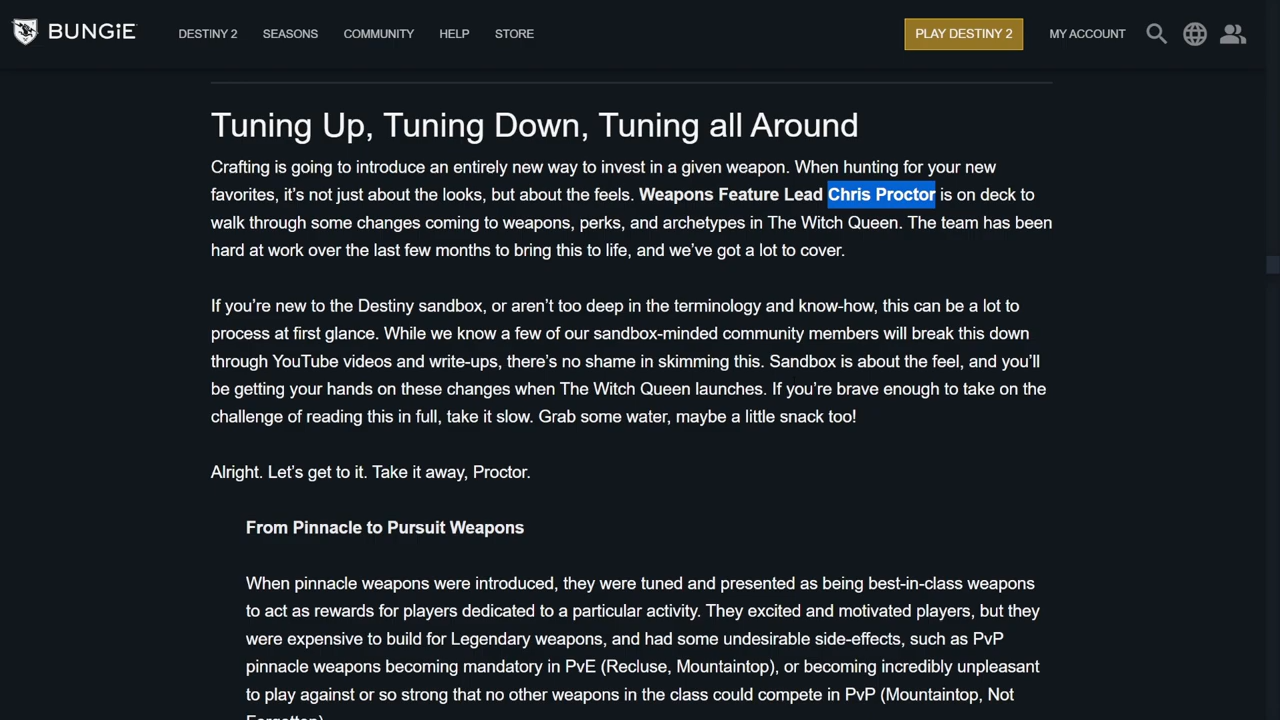 BUNGiE
DESTINY 2
SEASONS
COMMUNITY
HELP
STORE
PLAY DESTINY 2
MY ACCOUNT
Tuning Up, Tuning Down, Tuning all Around
Crafting is going to introduce an entirely new way to invest in a given weapon. When hunting for your new
favorites, it’s not just about the looks, but about the feels. Weapons Feature Lead Chris Proctor is on deck to
walk through some changes coming to weapons, perks, and archetypes in The Witch Queen. The team has been
hard at work over the last few months to bring this to life, and we’ve got a lot to cover.
If you’re new to the Destiny sandbox, or aren’t too deep in the terminology and know-how, this can be a lot to
process at first glance. While we know a few of our sandbox-minded community members will break this down
through YouTube videos and write-ups, there’s no shame in skimming this. Sandbox is about the feel, and you’ll
be getting your hands on these changes when The Witch Queen launches. If you’re brave enough to take on the
challenge of reading this in full, take it slow. Grab some water, maybe a little snack too!
Alright. Let’s get to it. Take it away, Proctor.
From Pinnacle to Pursuit Weapons
When pinnacle weapons were introduced, they were tuned and presented as being best-in-class weapons
to act as rewards for players dedicated to a particular activity. They excited and motivated players, but they
were expensive to build for Legendary weapons, and had some undesirable side-effects, such as PvP
pinnacle weapons becoming mandatory in PvE (Recluse, Mountaintop), or becoming incredibly unpleasant
to play against or so strong that no other weapons in the class could compete in PvP (Mountaintop, Not
Forgotten)